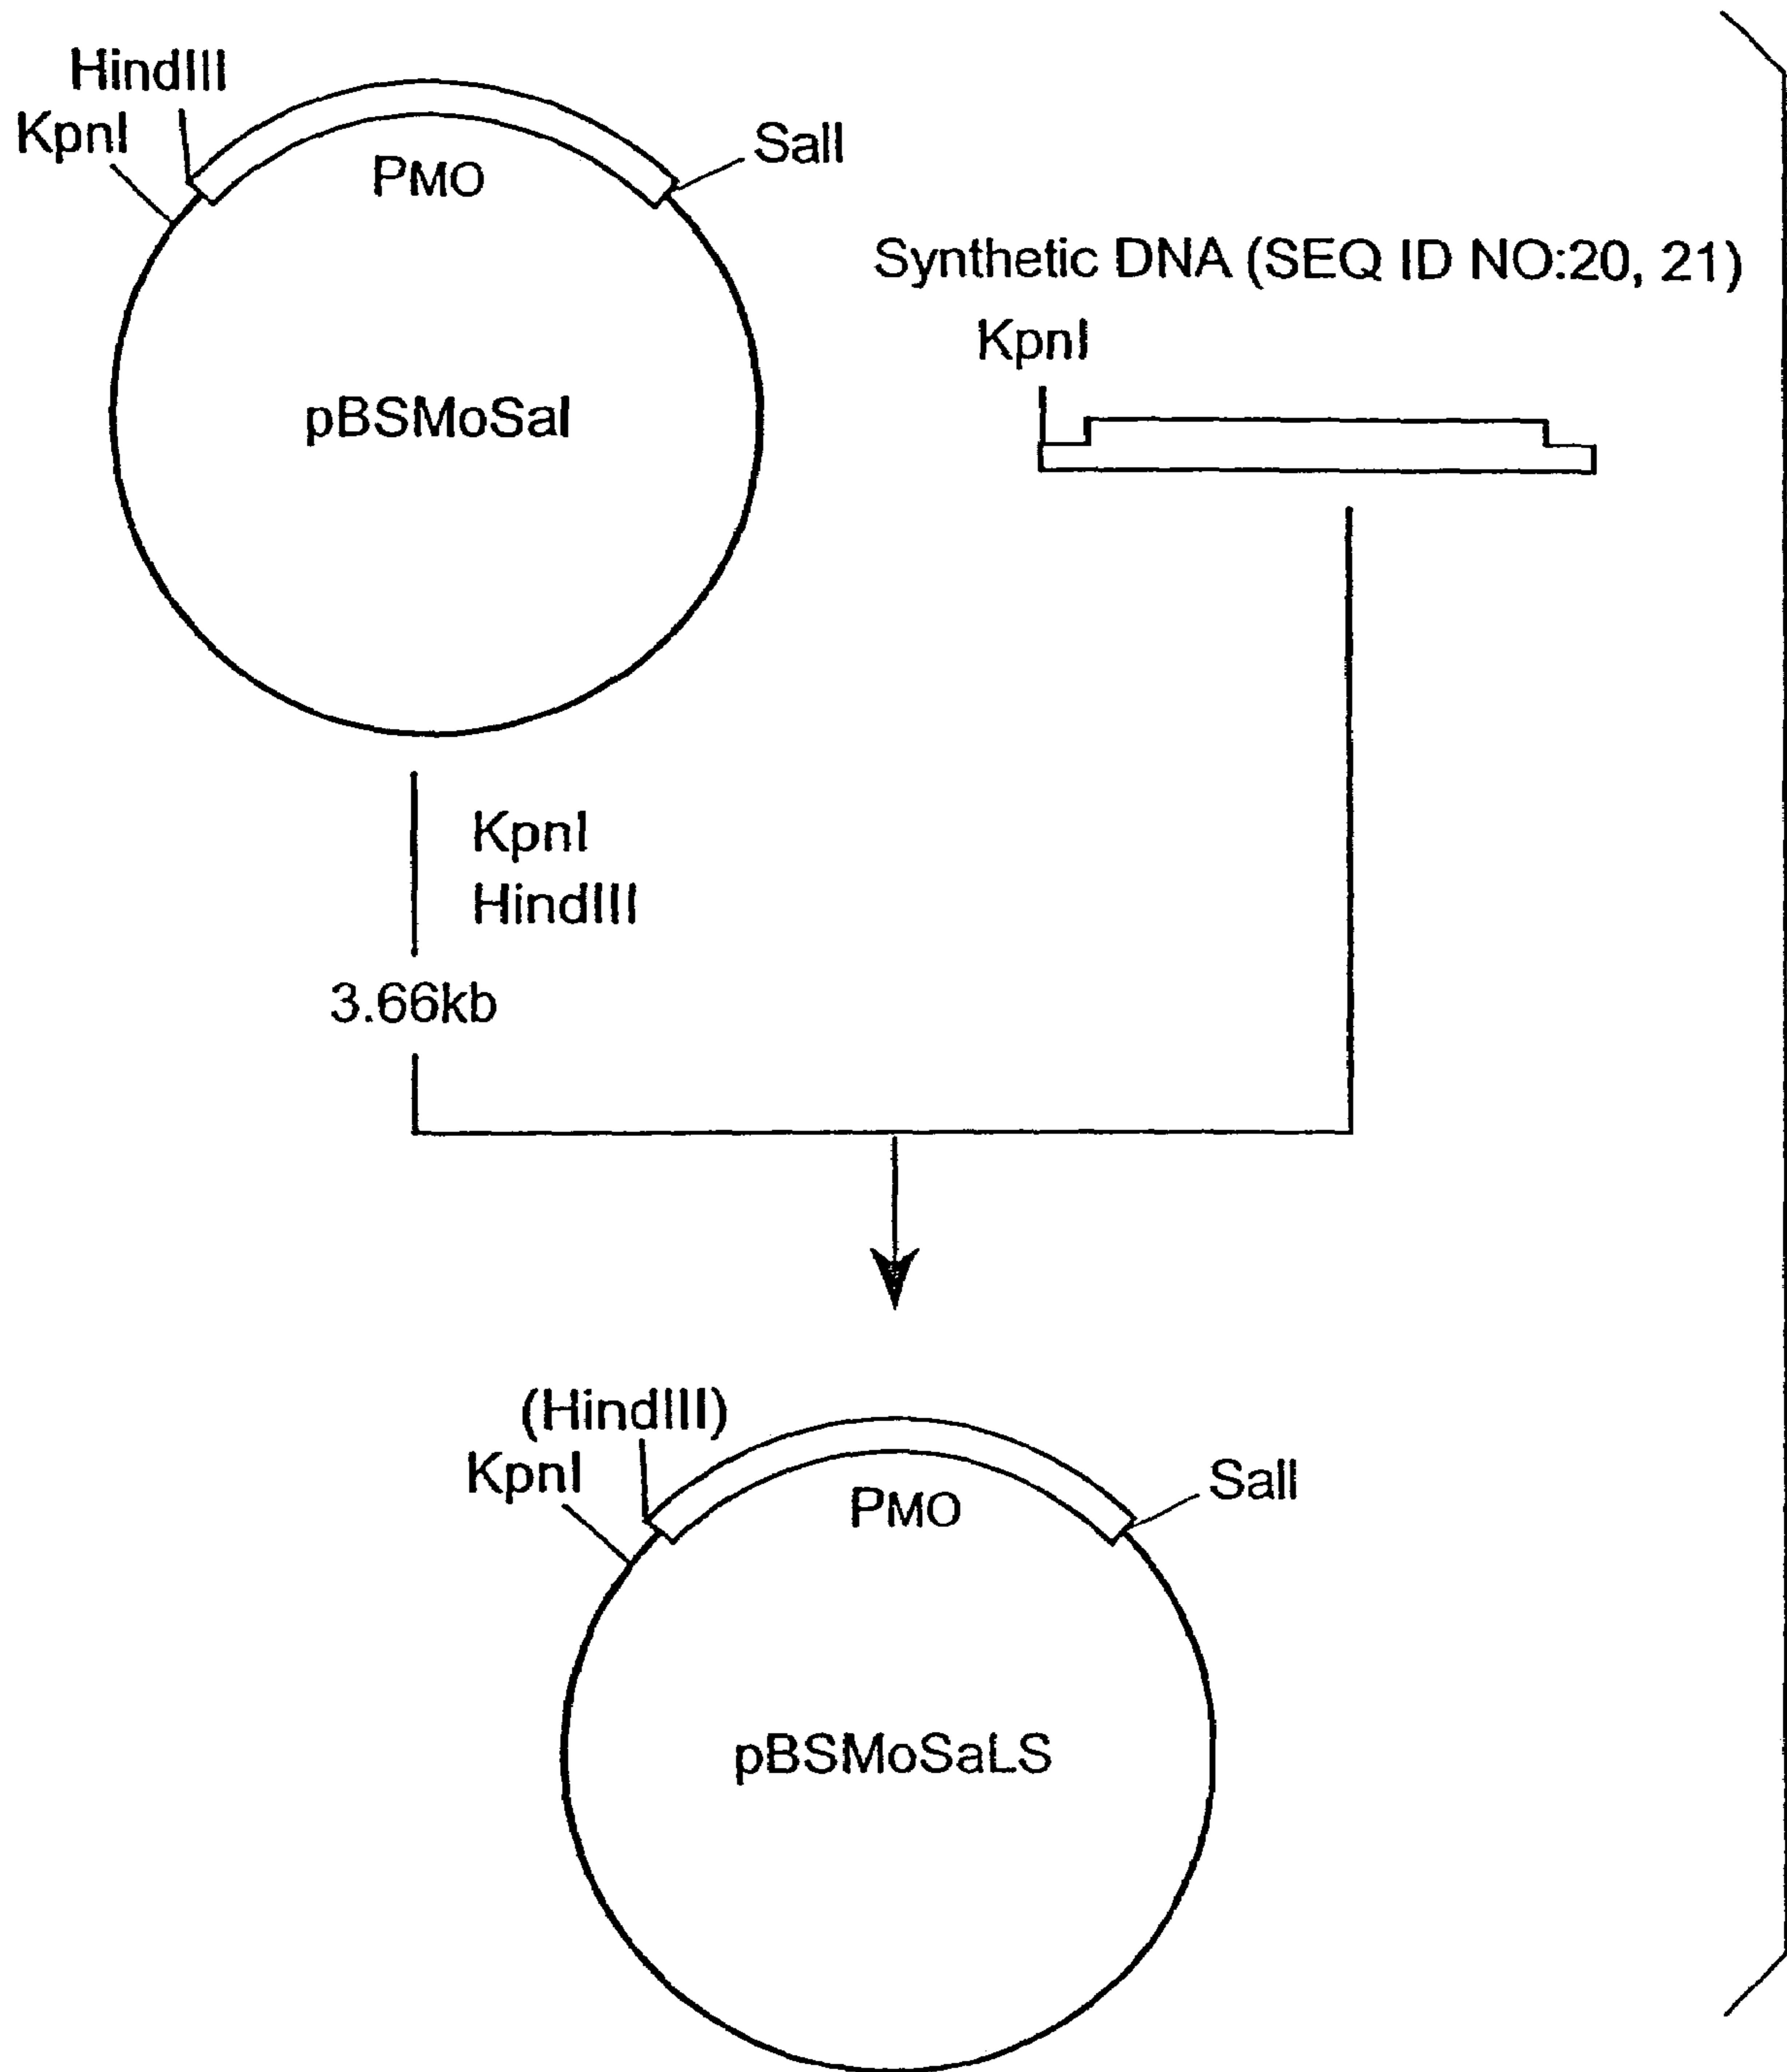 HindIII
KpnI
SalI
PMO
pBSMoSal
Synthetic DNA (SEQ ID NO:20, 21)
KpnI
KpnI
HindIII
3.66kb
(HindIII)
KpnI
SalI
PMO
pBSMoSaLS